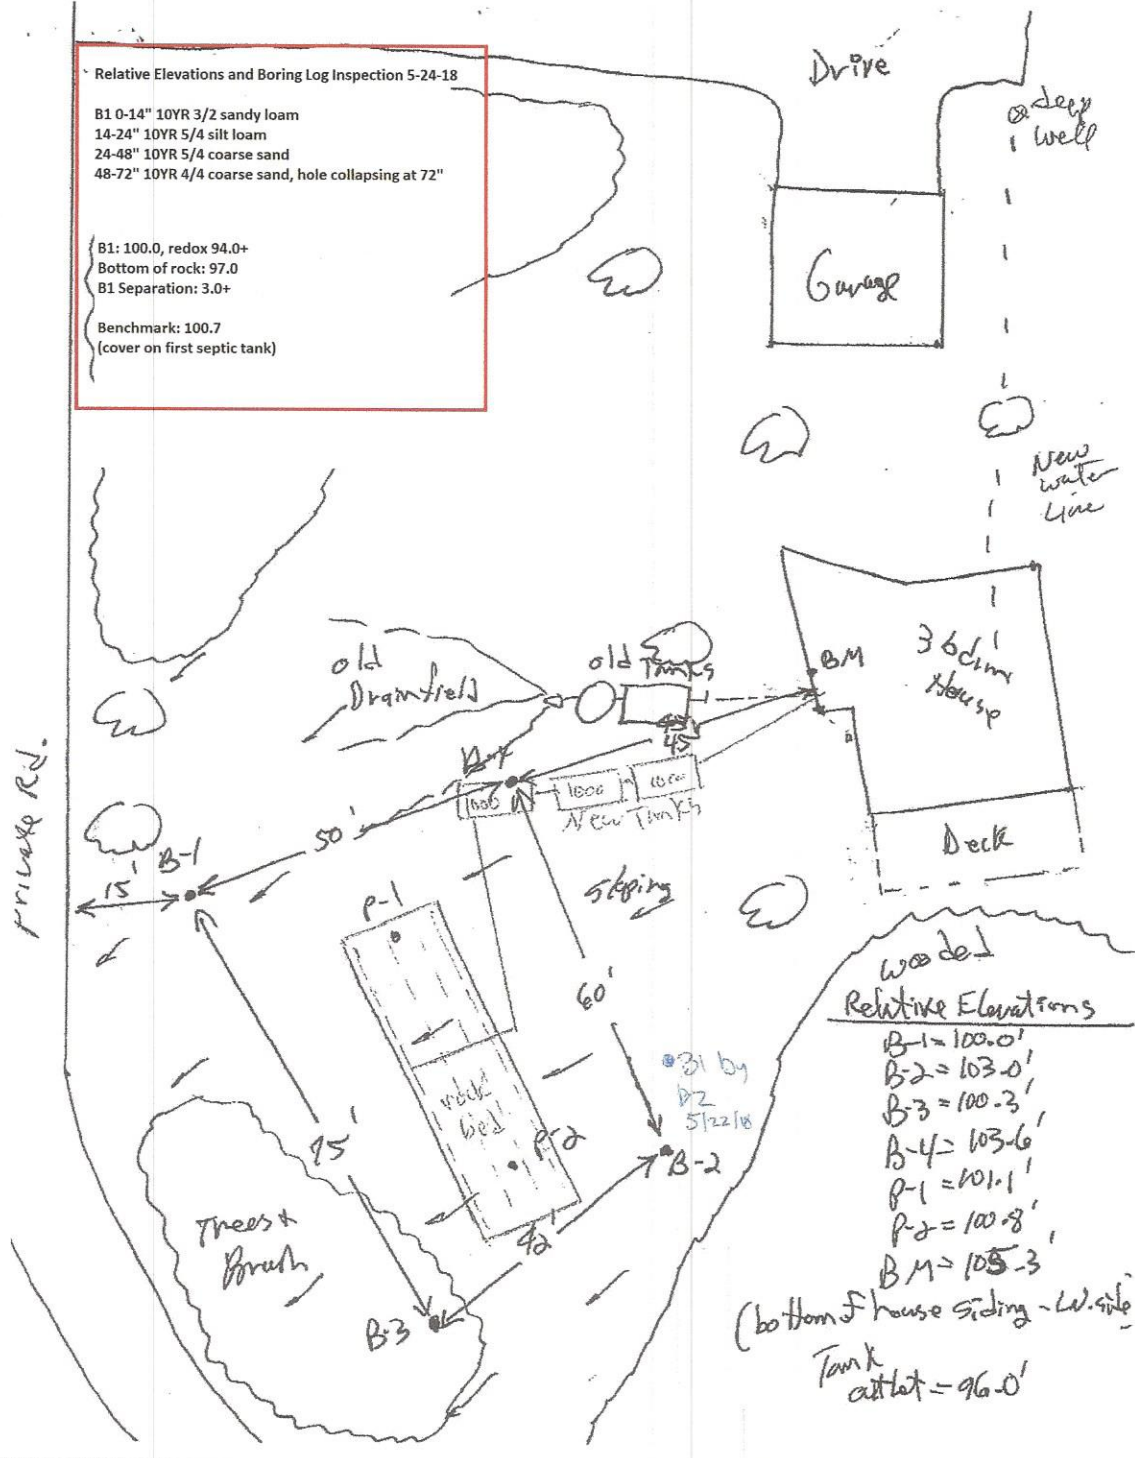 Relative Elevations and Boring Log Inspection 5-24-18
B1 0-14" 10YR 3/2 sandy loam
14-24" 10YR 5/4 silt loam
24-48" 10YR 5/4 coarse sand
48-72" 10YR 4/4 coarse sand, hole collapsing at 72"
B1: 100.0, redox 94.0+
Bottom of rock: 97.0
B1 Separation: 3.0+
Benchmark: 100.7
(cover on first septic tank)
Drive
deep
well
Garage
New
water
Line
old
Drainfield
old Tanks
BM
3 bdrm
House
45'
B-4
1000
1000
1000
New Tanks
Deck
Private Rd.
50'
B-1
15'
P-1
Sloping
60'
75'
rock
bed
P-2
B1 by
B2
5/22/18
B-2
42'
Trees &
Brush
B-3
wooded
Relative Elevations
B-1 = 100.0'
B-2 = 103.0'
B-3 = 100.3'
B-4 = 103.6'
P-1 = 101.1'
P-2 = 100.8'
BM = 105.3'
(bottom of house siding - W. side
Tank
outlet = 96.0'